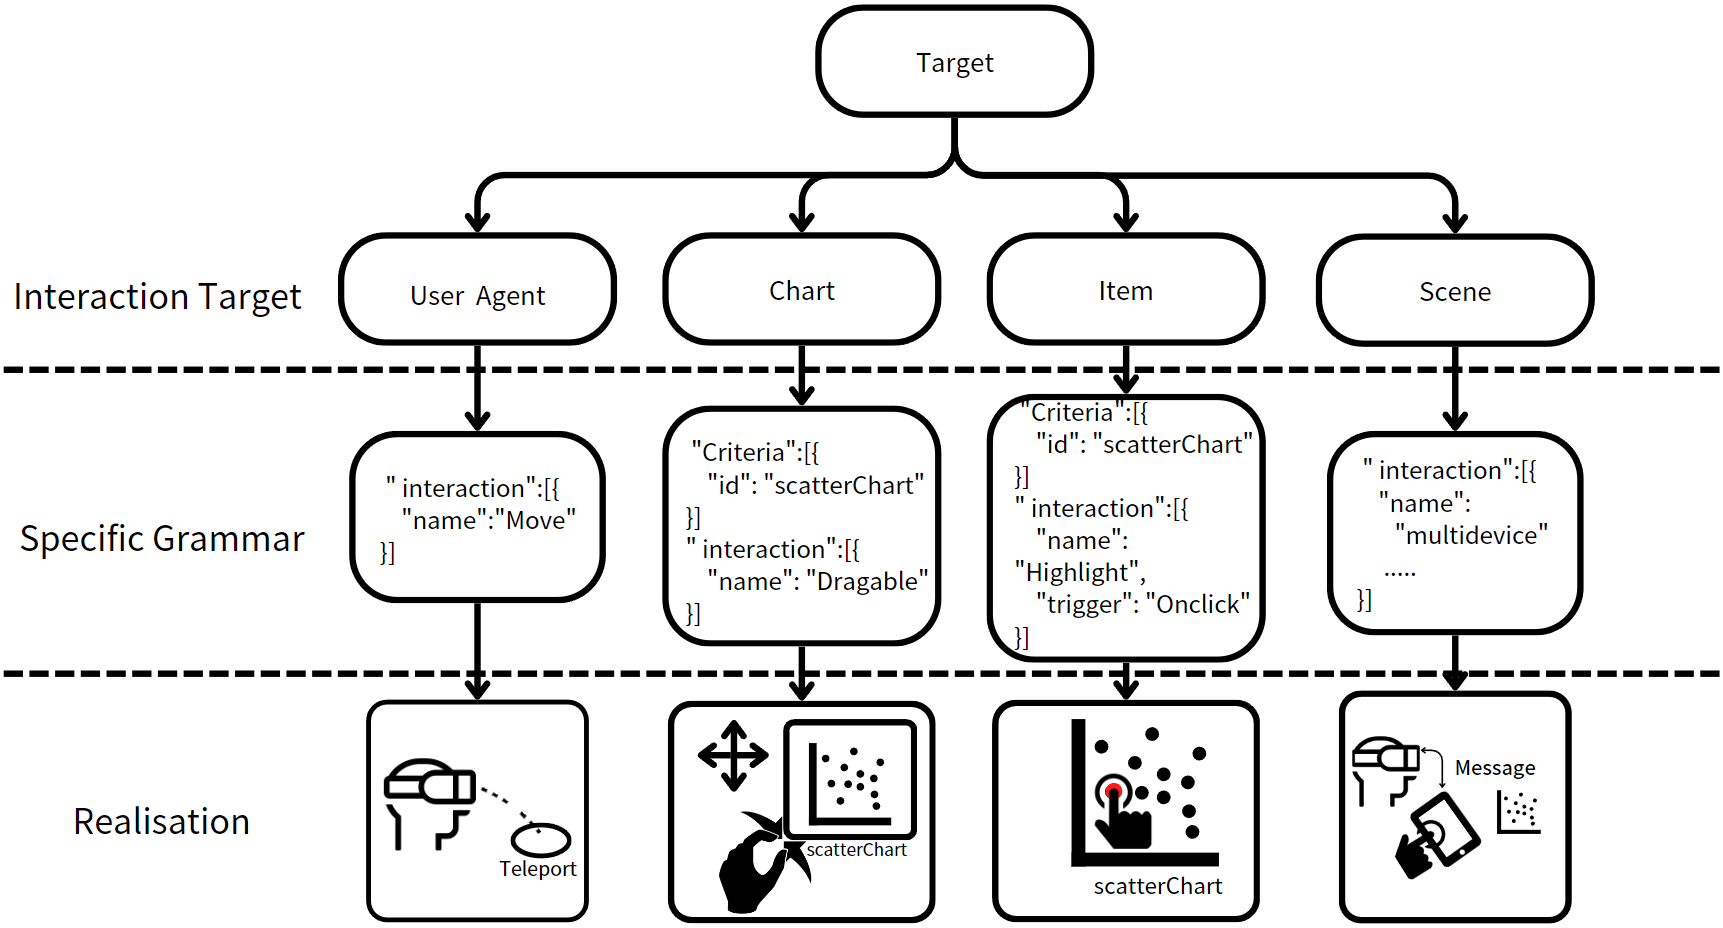 Target
Interaction Target
User Agent
Chart
Item
Scene
Specific Grammar
" interaction":[{
"name":"Move"
}]
"Criteria":[{
"id": "scatterChart"
}]
" interaction":[{
"name": "Dragable"
}]
"Criteria":[{
"id": "scatterChart"
}]
" interaction":[{
"name":
"Highlight",
"trigger": "Onclick"
}]
" interaction":[{
"name":
"multidevice"
.....
}]
Realisation
Teleport
scatterChart
scatterChart
Message